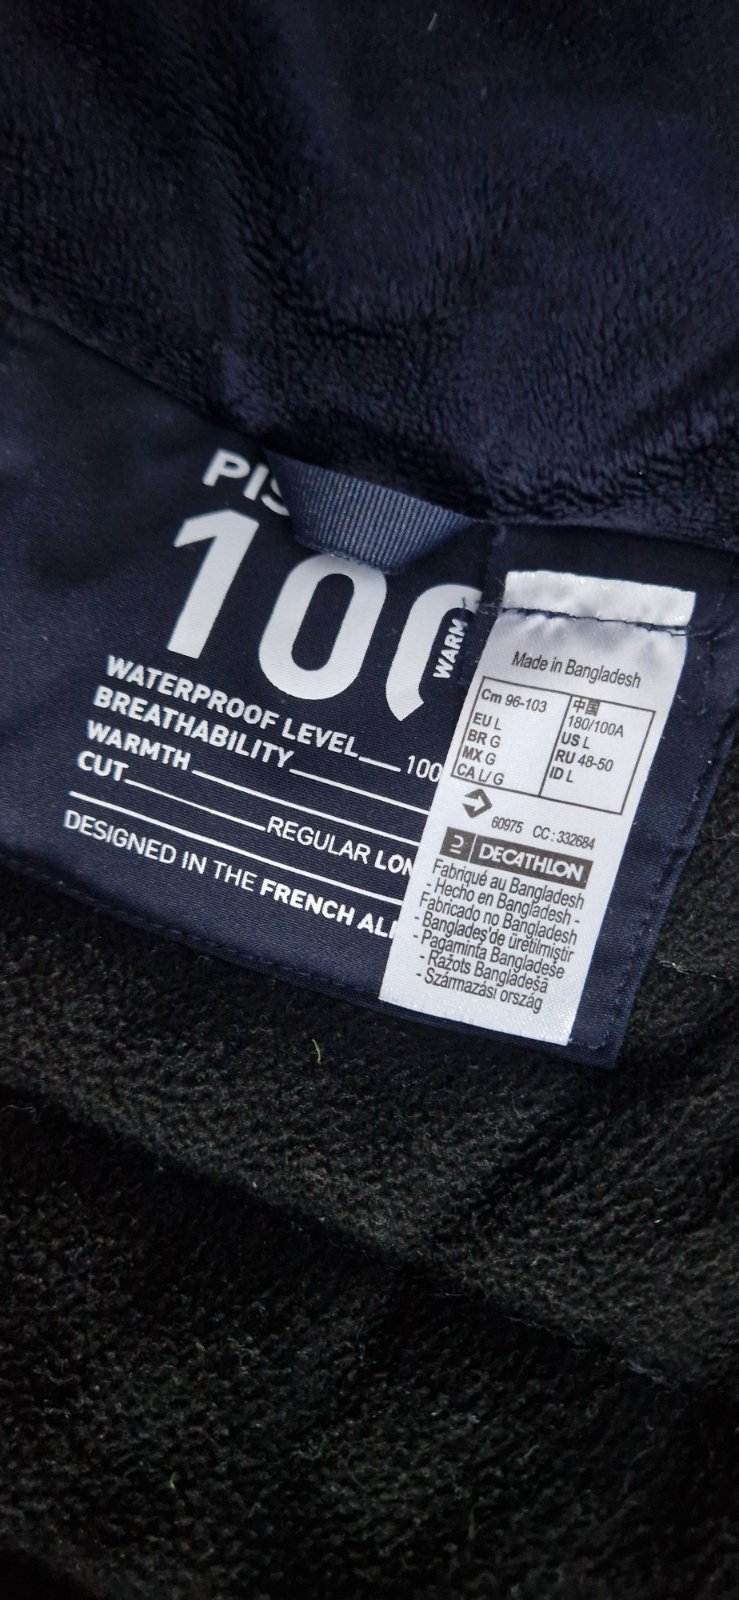 PIS
100
WARM
WATERPROOF LEVEL 100
BREATHABILITY
WARMTH
CUT REGULAR LON
DESIGNED IN THE FRENCH AL
Made in Bangladesh
Cm 96-103
EU L
BR G
MX G
CA L/ G
中国
180/100A
US L
RU 48-50
ID L
60975 CC : 332684
DECATHLON
Fabriqué au Bangladesh
- Hecho en Bangladesh -
Fabricado no Bangladesh
- Bangladeş'de üretilmiştir
- Pagaminta Bangladeše
- Ražots Bangladešā
- Származási ország